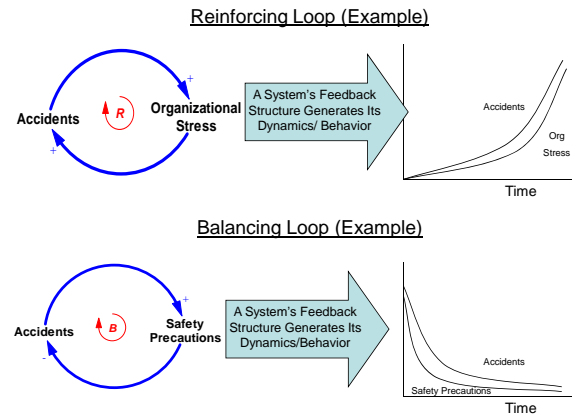 Reinforcing Loop (Example)
+
Accidents
R
Organizational
Stress
+
A System's Feedback
Structure Generates Its
Dynamics/ Behavior
Accidents
Org
Stress
Time
Balancing Loop (Example)
+
Accidents
B
Safety
Precautions
-
A System's Feedback
Structure Generates Its
Dynamics/Behavior
Accidents
Safety Precautions
Time